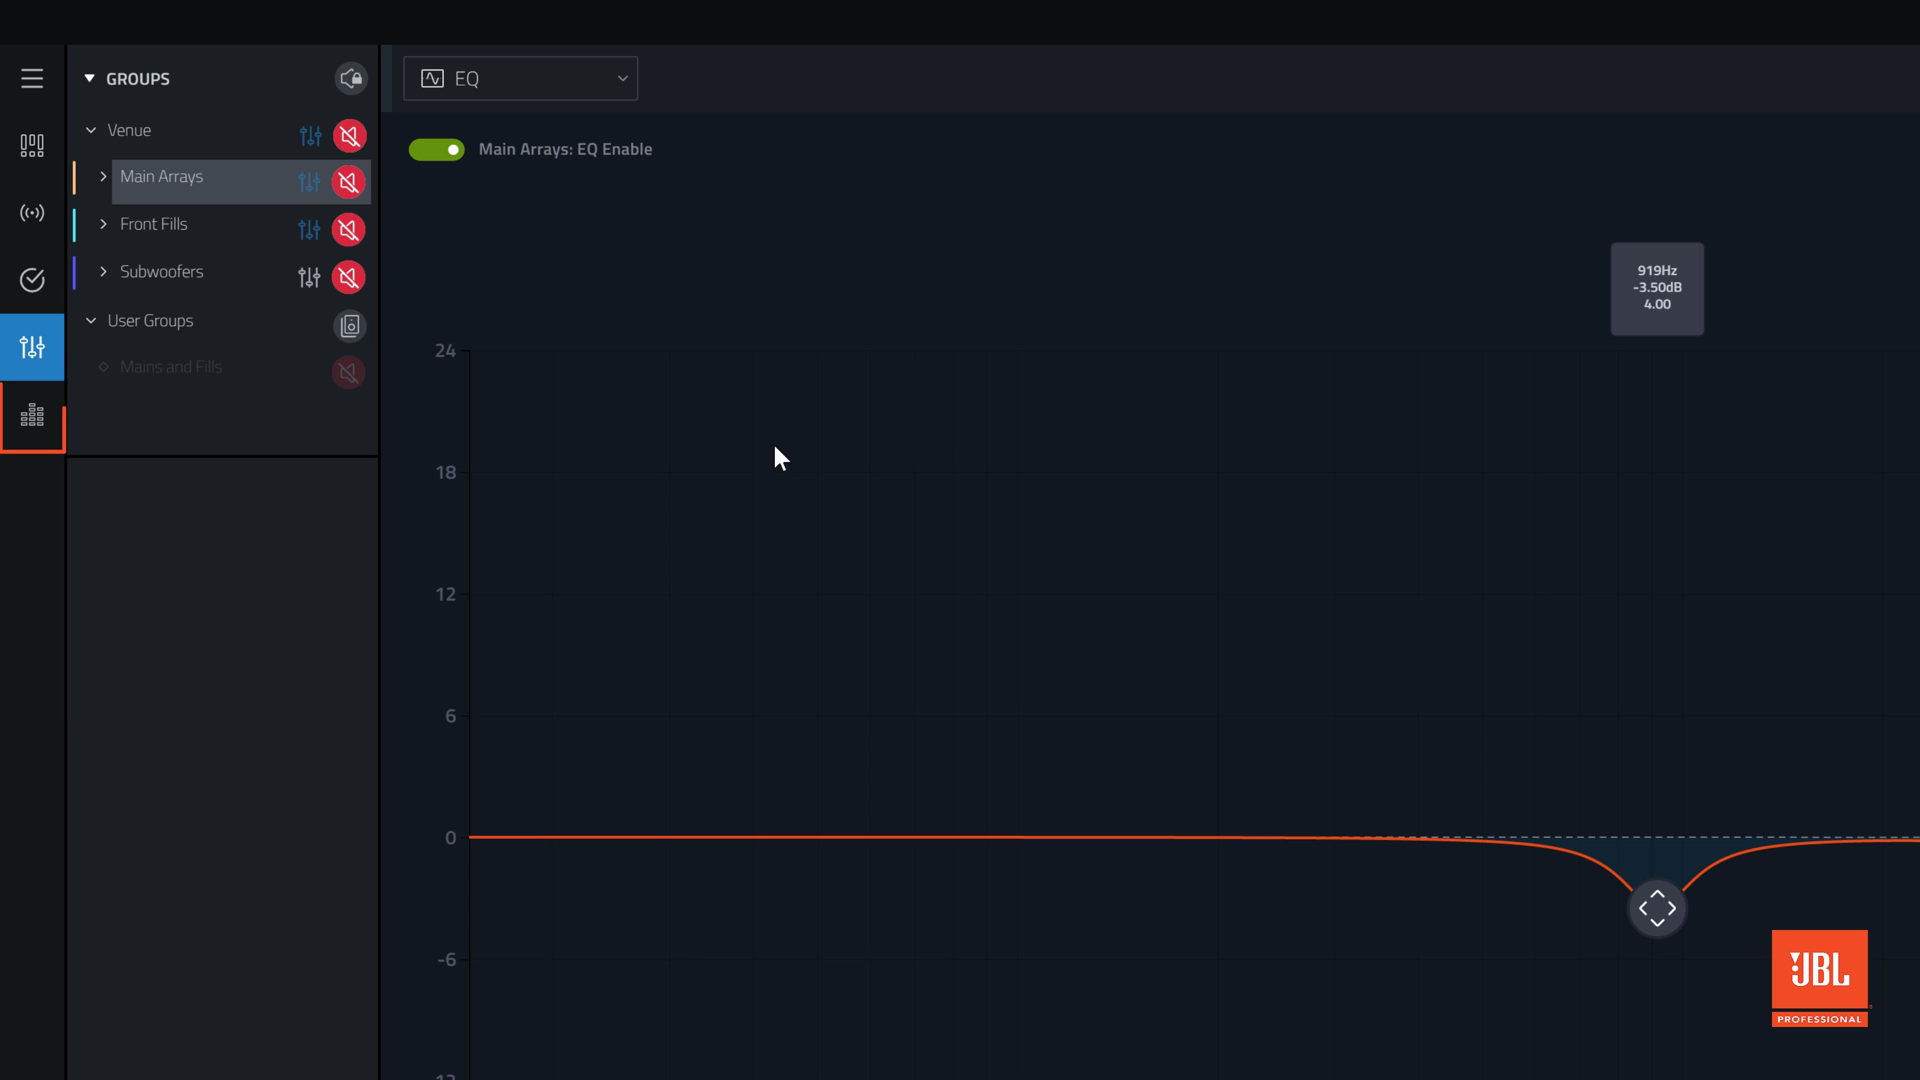 GROUPS
EQ
Venue
Main Arrays: EQ Enable
Main Arrays
Front Fills
Subwoofers
User Groups
Mains and Fills
919Hz
-3.50dB
4.00
24
18
12
6
0
-6
JBL
PROFESSIONAL